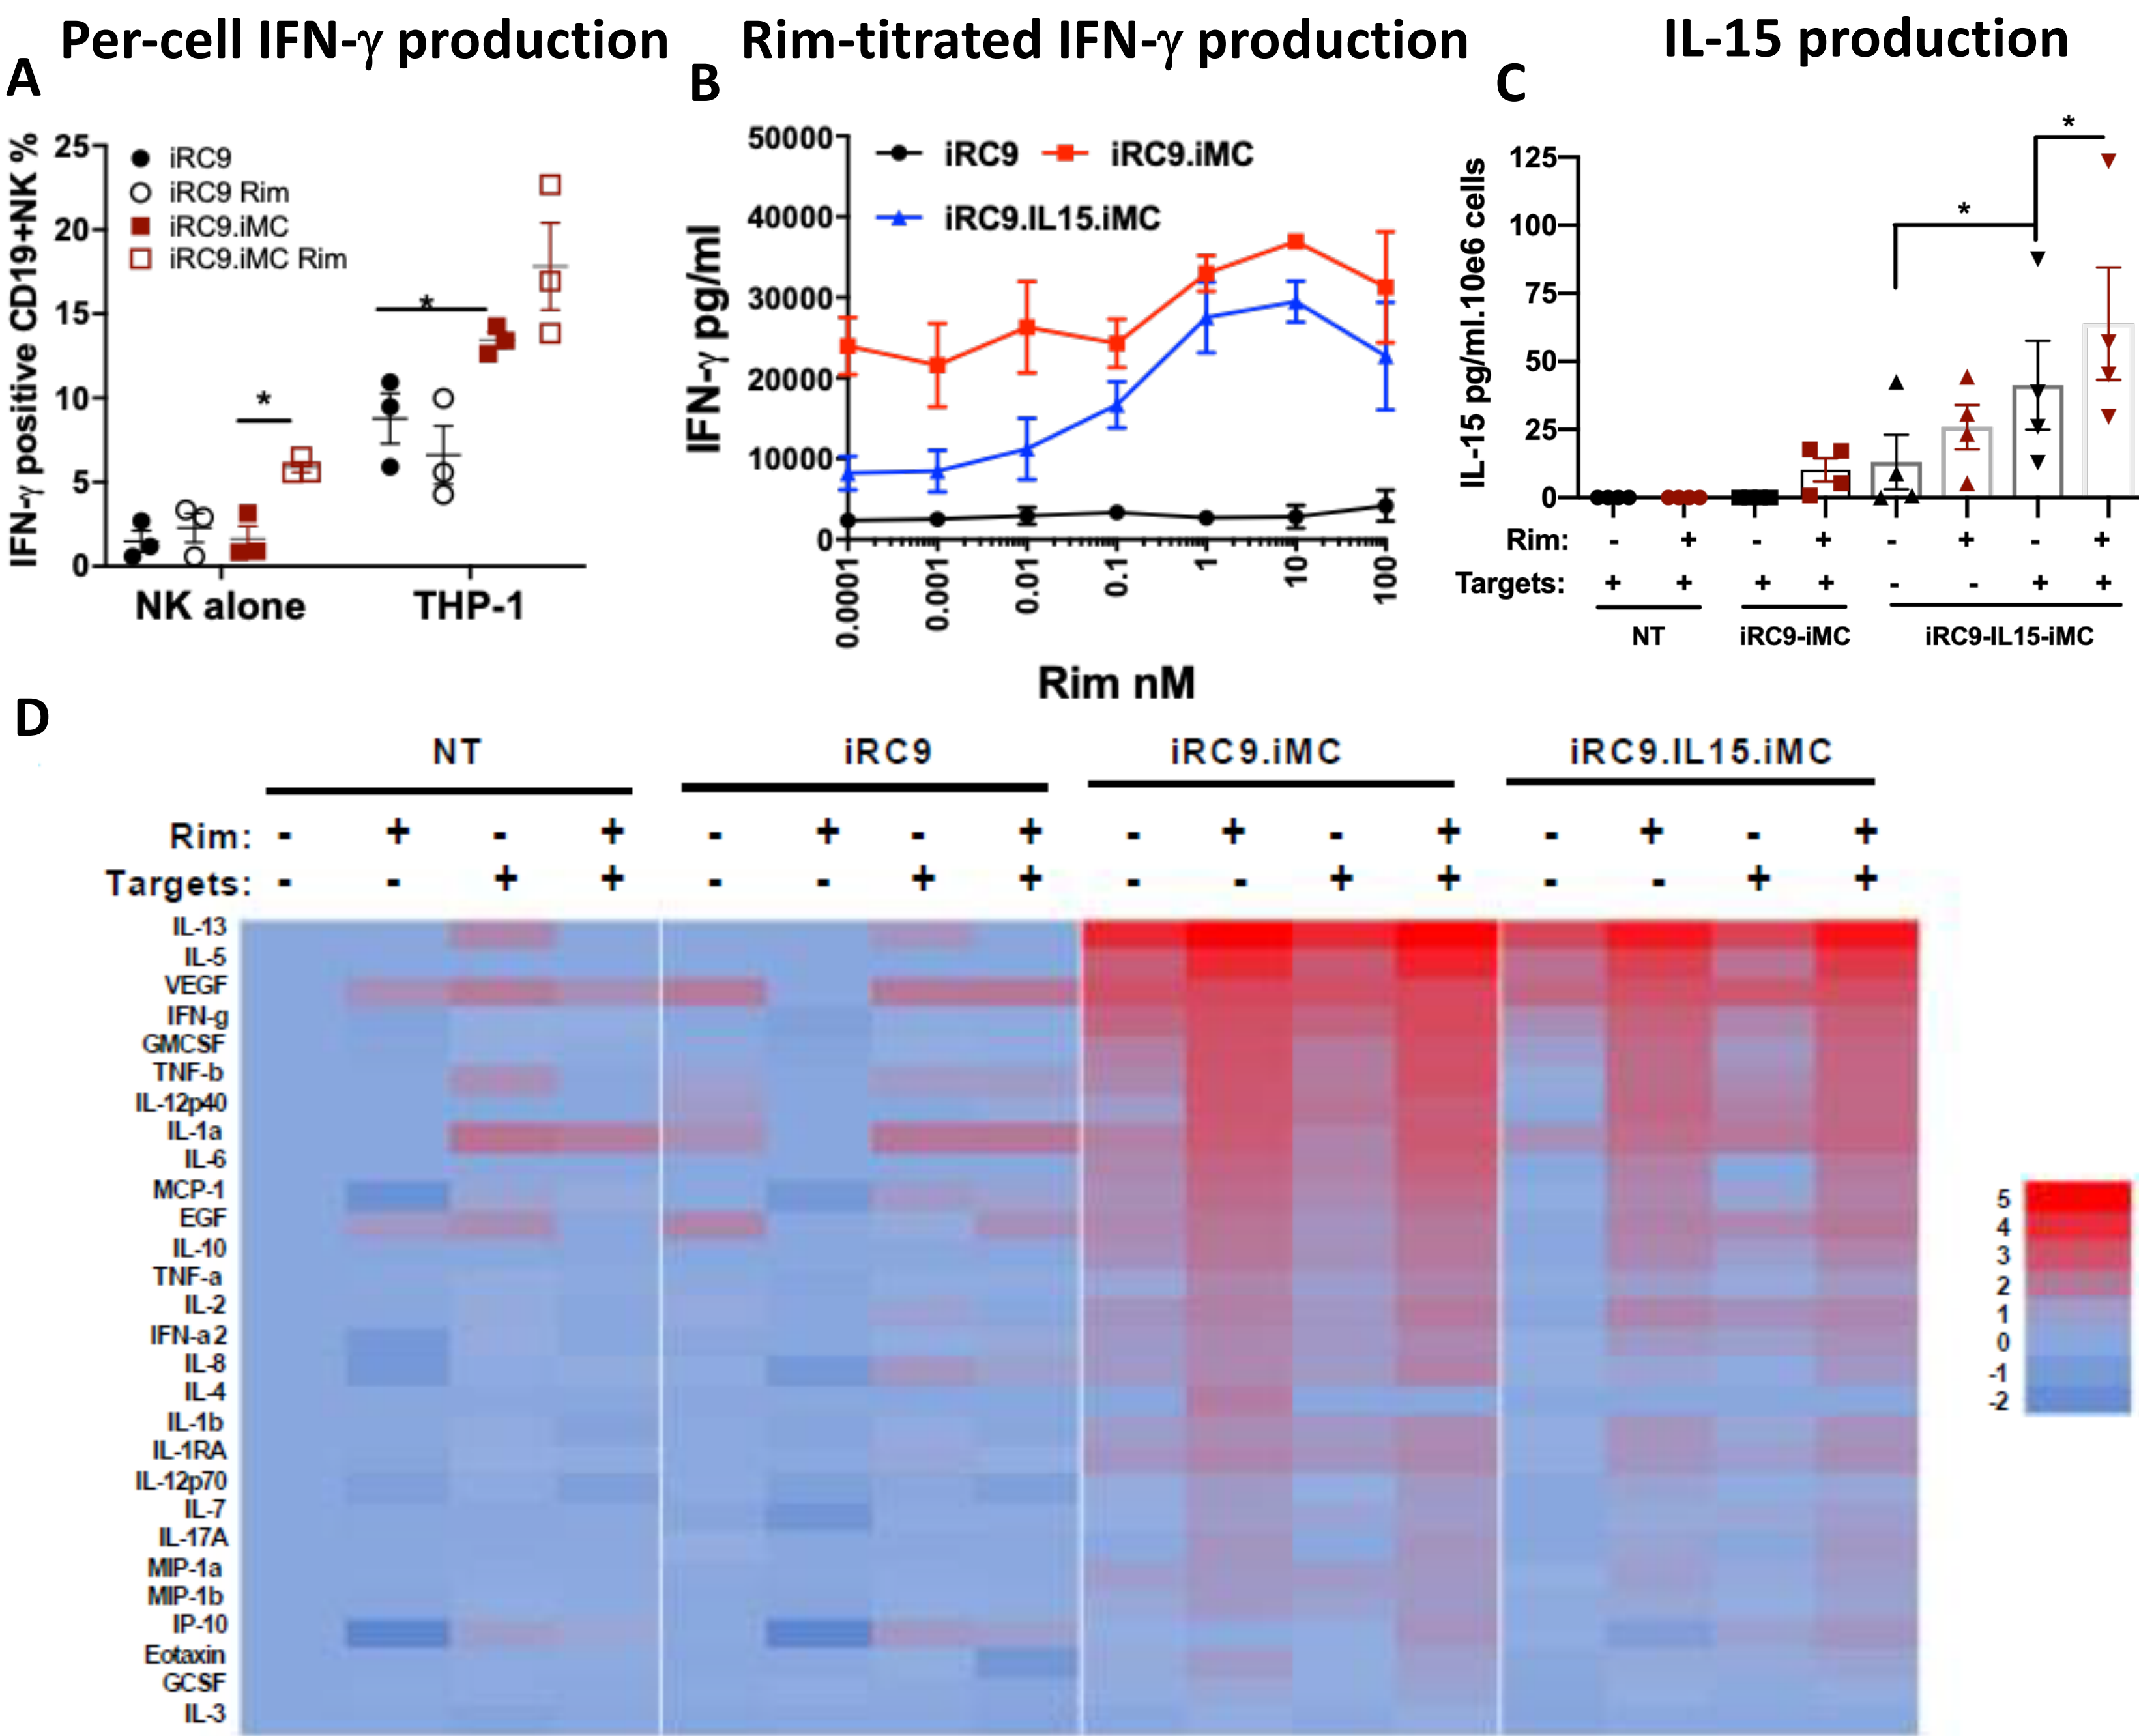 Per-cell IFN-γ production
Rim-titrated IFN-γ production
IL-15 production
A
IFN-γ positive CD19+NK %
25
20
15
10
5
0
iRC9
iRC9 Rim
iRC9.iMC
iRC9.iMC Rim
*
*
NK alone
THP-1
B
IFN-γ pg/ml
50000
40000
30000
20000
10000
0
iRC9
iRC9.iMC
iRC9.IL15.iMC
0.0001
0.001
0.01
0.1
1
10
100
Rim nM
C
IL-15 pg/ml.10e6 cells
125
100
75
50
25
0
*
*
Rim: - + - + - + - +
Targets: + + + + - - + +
NT
iRC9-iMC
iRC9-IL15-iMC
D
NT
iRC9
iRC9.iMC
iRC9.IL15.iMC
Rim: - + - + - + - + - + - + - + - +
Targets: - - + + - - + + - - + + - - + +
IL-13
IL-5
VEGF
IFN-g
GMCSF
TNF-b
IL-12p40
IL-1a
IL-6
MCP-1
EGF
IL-10
TNF-a
IL-2
IFN-a2
IL-8
IL-4
IL-1b
IL-1RA
IL-12p70
IL-7
IL-17A
MIP-1a
MIP-1b
IP-10
Eotaxin
GCSF
IL-3
5
4
3
2
1
0
-1
-2